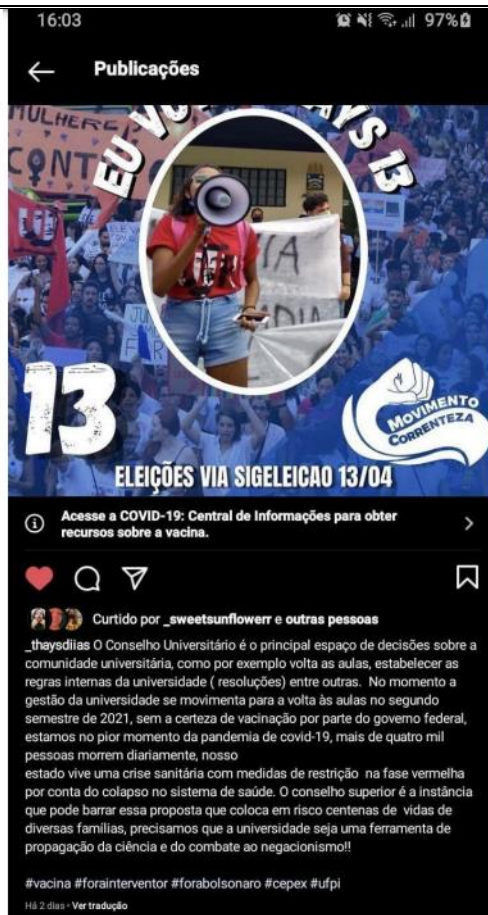 16:03
97%
Publicações
MULHERE
CONT
EU VO
AYS 13
13
MOVIMENTO
CORRENTEZA
ELEIÇÕES VIA SIGELEICAO 13/04
Acesse a COVID-19: Central de Informações para obter
recursos sobre a vacina.
Curtido por _sweetsunflowerr e outras pessoas
_thaysdiias O Conselho Universitário é o principal espaço de decisões sobre a
comunidade universitária, como por exemplo volta as aulas, estabelecer as
regras internas da universidade ( resoluções) entre outras. No momento a
gestão da universidade se movimenta para a volta às aulas no segundo
semestre de 2021, sem a certeza de vacinação por parte do governo federal,
estamos no pior momento da pandemia de covid-19, mais de quatro mil
pessoas morrem diariamente, nosso
estado vive uma crise sanitária com medidas de restrição na fase vermelha
por conta do colapso no sistema de saúde. O conselho superior é a instância
que pode barrar essa proposta que coloca em risco centenas de vidas de
diversas famílias, precisamos que a universidade seja uma ferramenta de
propagação da ciência e do combate ao negacionismo!!
#vacina #forainterventor #forabolsonaro #cepex #ufpi
Há 2 dias · Ver tradução